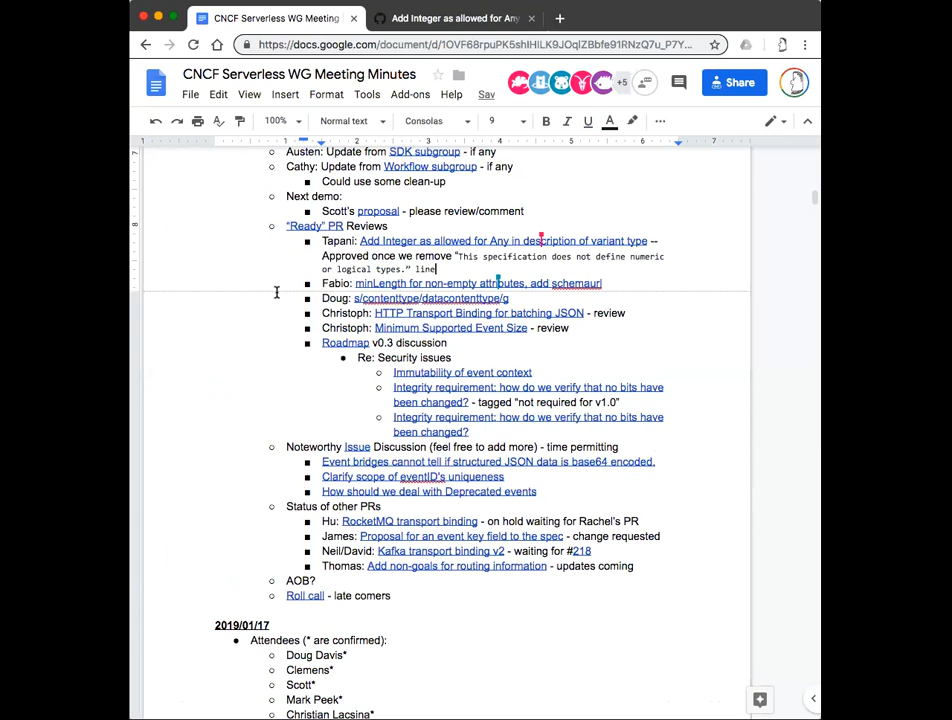 CNCF Serverless WG Meeting
Add Integer as allowed for Any
https://docs.google.com/document/d/1OVF68rpuPK5shIHILK9JOqIZBbfe91RNzQ7u_P7Y...
CNCF Serverless WG Meeting Minutes
+5
Share
File Edit View Insert Format Tools Add-ons Help Sav
100% Normal text Consolas 9 B I U A
1 1 2 3 4 5 6 7
7
8
9
Austen: Update from SDK subgroup - if any
Cathy: Update from Workflow subgroup - if any
Could use some clean-up
Next demo:
Scott's proposal - please review/comment
"Ready" PR Reviews
Tapani: Add Integer as allowed for Any in description of variant type --
Approved once we remove "This specification does not define numeric
or logical types." line
Fabio: minLength for non-empty attributes, add schemaurl
Doug: s/contenttype/datacontenttype/g
Christoph: HTTP Transport Binding for batching JSON - review
Christoph: Minimum Supported Event Size - review
Roadmap v0.3 discussion
Re: Security issues
Immutability of event context
Integrity requirement: how do we verify that no bits have
been changed? - tagged "not required for v1.0"
Integrity requirement: how do we verify that no bits have
been changed?
Noteworthy Issue Discussion (feel free to add more) - time permitting
Event bridges cannot tell if structured JSON data is base64 encoded.
Clarify scope of eventID's uniqueness
How should we deal with Deprecated events
Status of other PRs
Hu: RocketMQ transport binding - on hold waiting for Rachel's PR
James: Proposal for an event key field to the spec - change requested
Neil/David: Kafka transport binding v2 - waiting for #218
Thomas: Add non-goals for routing information - updates coming
AOB?
Roll call - late comers
2019/01/17
Attendees (* are confirmed):
Doug Davis*
Clemens*
Scott*
Mark Peek*
Christian Lacsina*